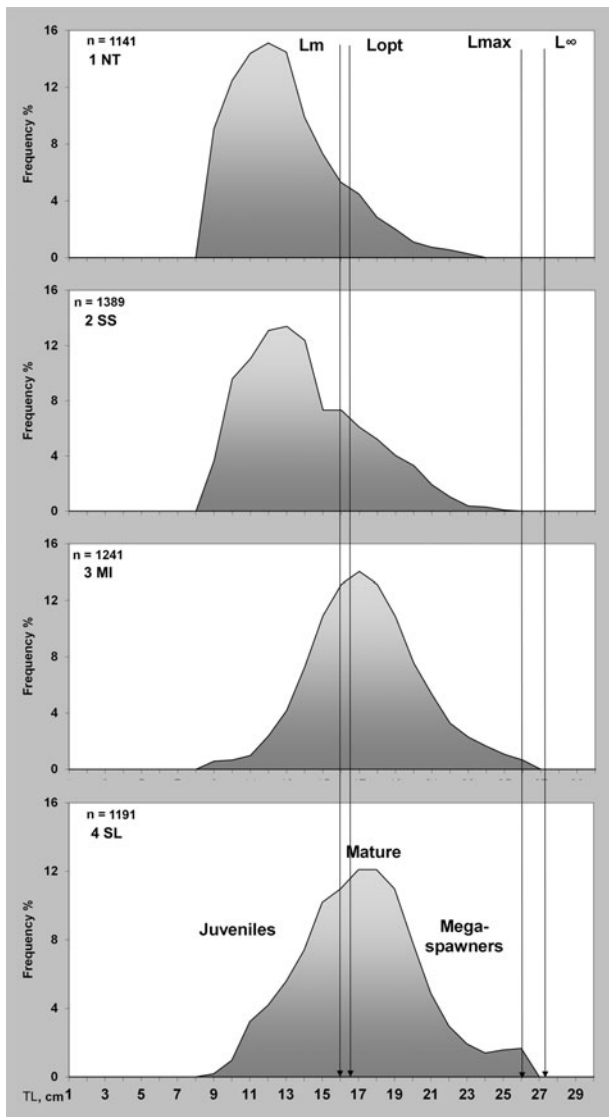 n = 1141
1 NT
Lm Lopt Lmax L∞
16
12
8
4
0
Frequency %
n = 1389
2 SS
16
12
8
4
0
Frequency %
n = 1241
3 MI
16
12
8
4
0
Frequency %
n = 1191
4 SL
Mature
Juveniles
Mega-
spawners
16
12
8
4
0
Frequency %
TL, cm 1 3 5 7 9 11 13 15 17 19 21 23 25 27 29